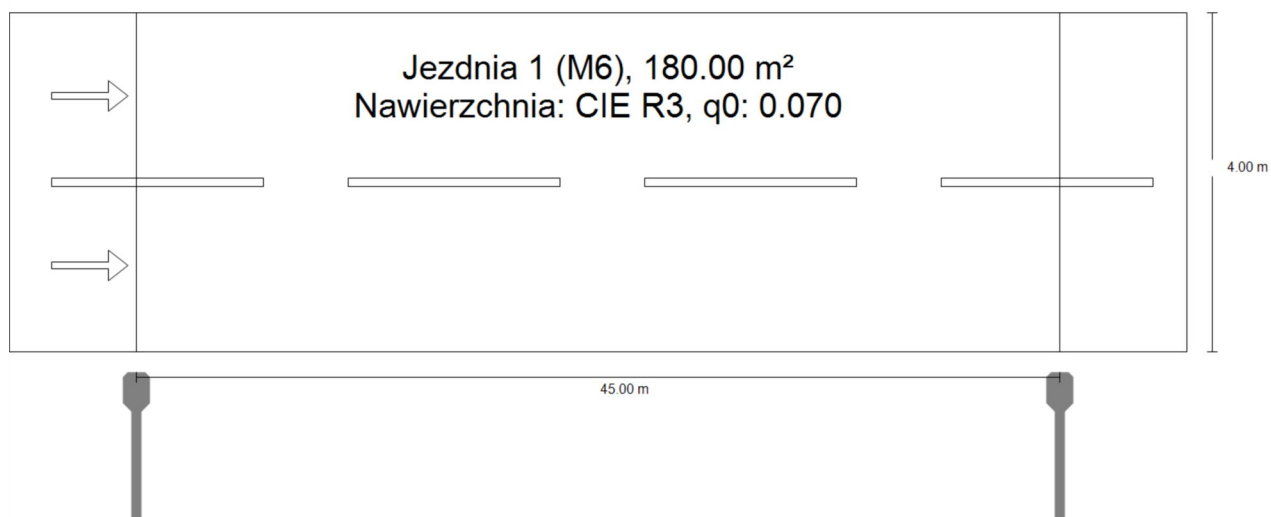 Jezdnia 1 (M6), 180.00 m²
Nawierzchnia: CIE R3, q0: 0.070
4.00 m
45.00 m